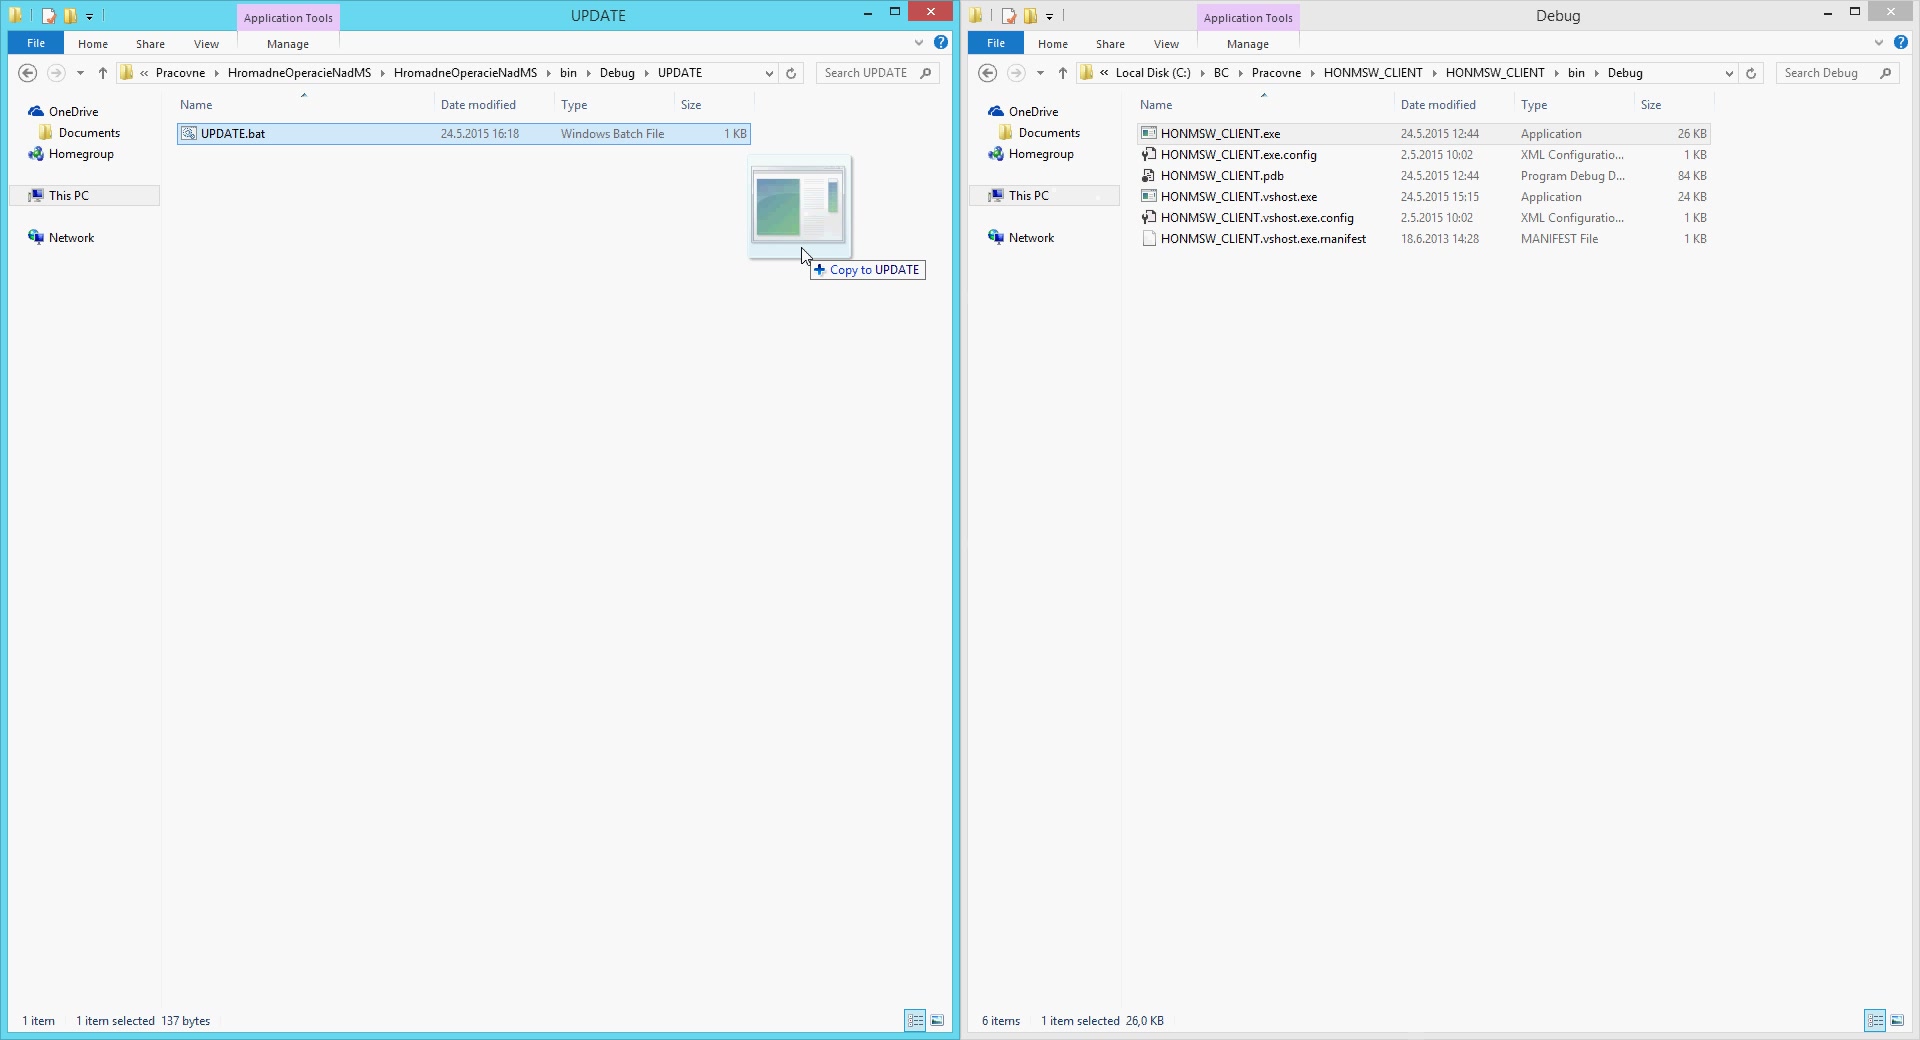 Application Tools
UPDATE
File
Home
Share
View
Manage
« Pracovne HromadneOperacieNadMS HromadneOperacieNadMS bin Debug UPDATE
Search UPDATE
OneDrive
Documents
Homegroup
This PC
Network
Name
Date modified
Type
Size
UPDATE.bat
24.5.2015 16:18
Windows Batch File
1 KB
+ Copy to UPDATE
1 item
1 item selected 137 bytes
Application Tools
Debug
File
Home
Share
View
Manage
« Local Disk (C:) BC Pracovne HONMSW_CLIENT HONMSW_CLIENT bin Debug
Search Debug
OneDrive
Documents
Homegroup
This PC
Network
Name
Date modified
Type
Size
HONMSW_CLIENT.exe 24.5.2015 12:44 Application 26 KB
HONMSW_CLIENT.exe.config 2.5.2015 10:02 XML Configuratio... 1 KB
HONMSW_CLIENT.pdb 24.5.2015 12:44 Program Debug D... 84 KB
HONMSW_CLIENT.vshost.exe 24.5.2015 15:15 Application 24 KB
HONMSW_CLIENT.vshost.exe.config 2.5.2015 10:02 XML Configuratio... 1 KB
HONMSW_CLIENT.vshost.exe.manifest 18.6.2013 14:28 MANIFEST File 1 KB
6 items
1 item selected 26,0 KB